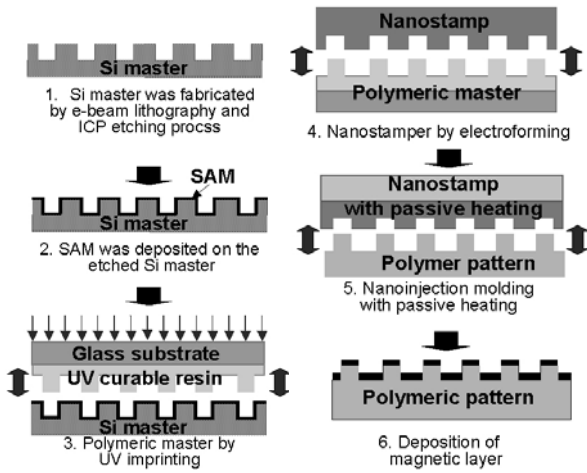 Si master
1. Si master was fabricated
by e-beam lithography and
ICP etching procss
SAM
Si master
2. SAM was deposited on the
etched Si master
Glass substrate
UV curable resin
Si master
3. Polymeric master by
UV imprinting
Nanostamp
Polymeric master
4. Nanostamper by electroforming
Nanostamp
with passive heating
Polymer pattern
5. Nanoinjection molding
with passive heating
Polymeric pattern
6. Deposition of
magnetic layer